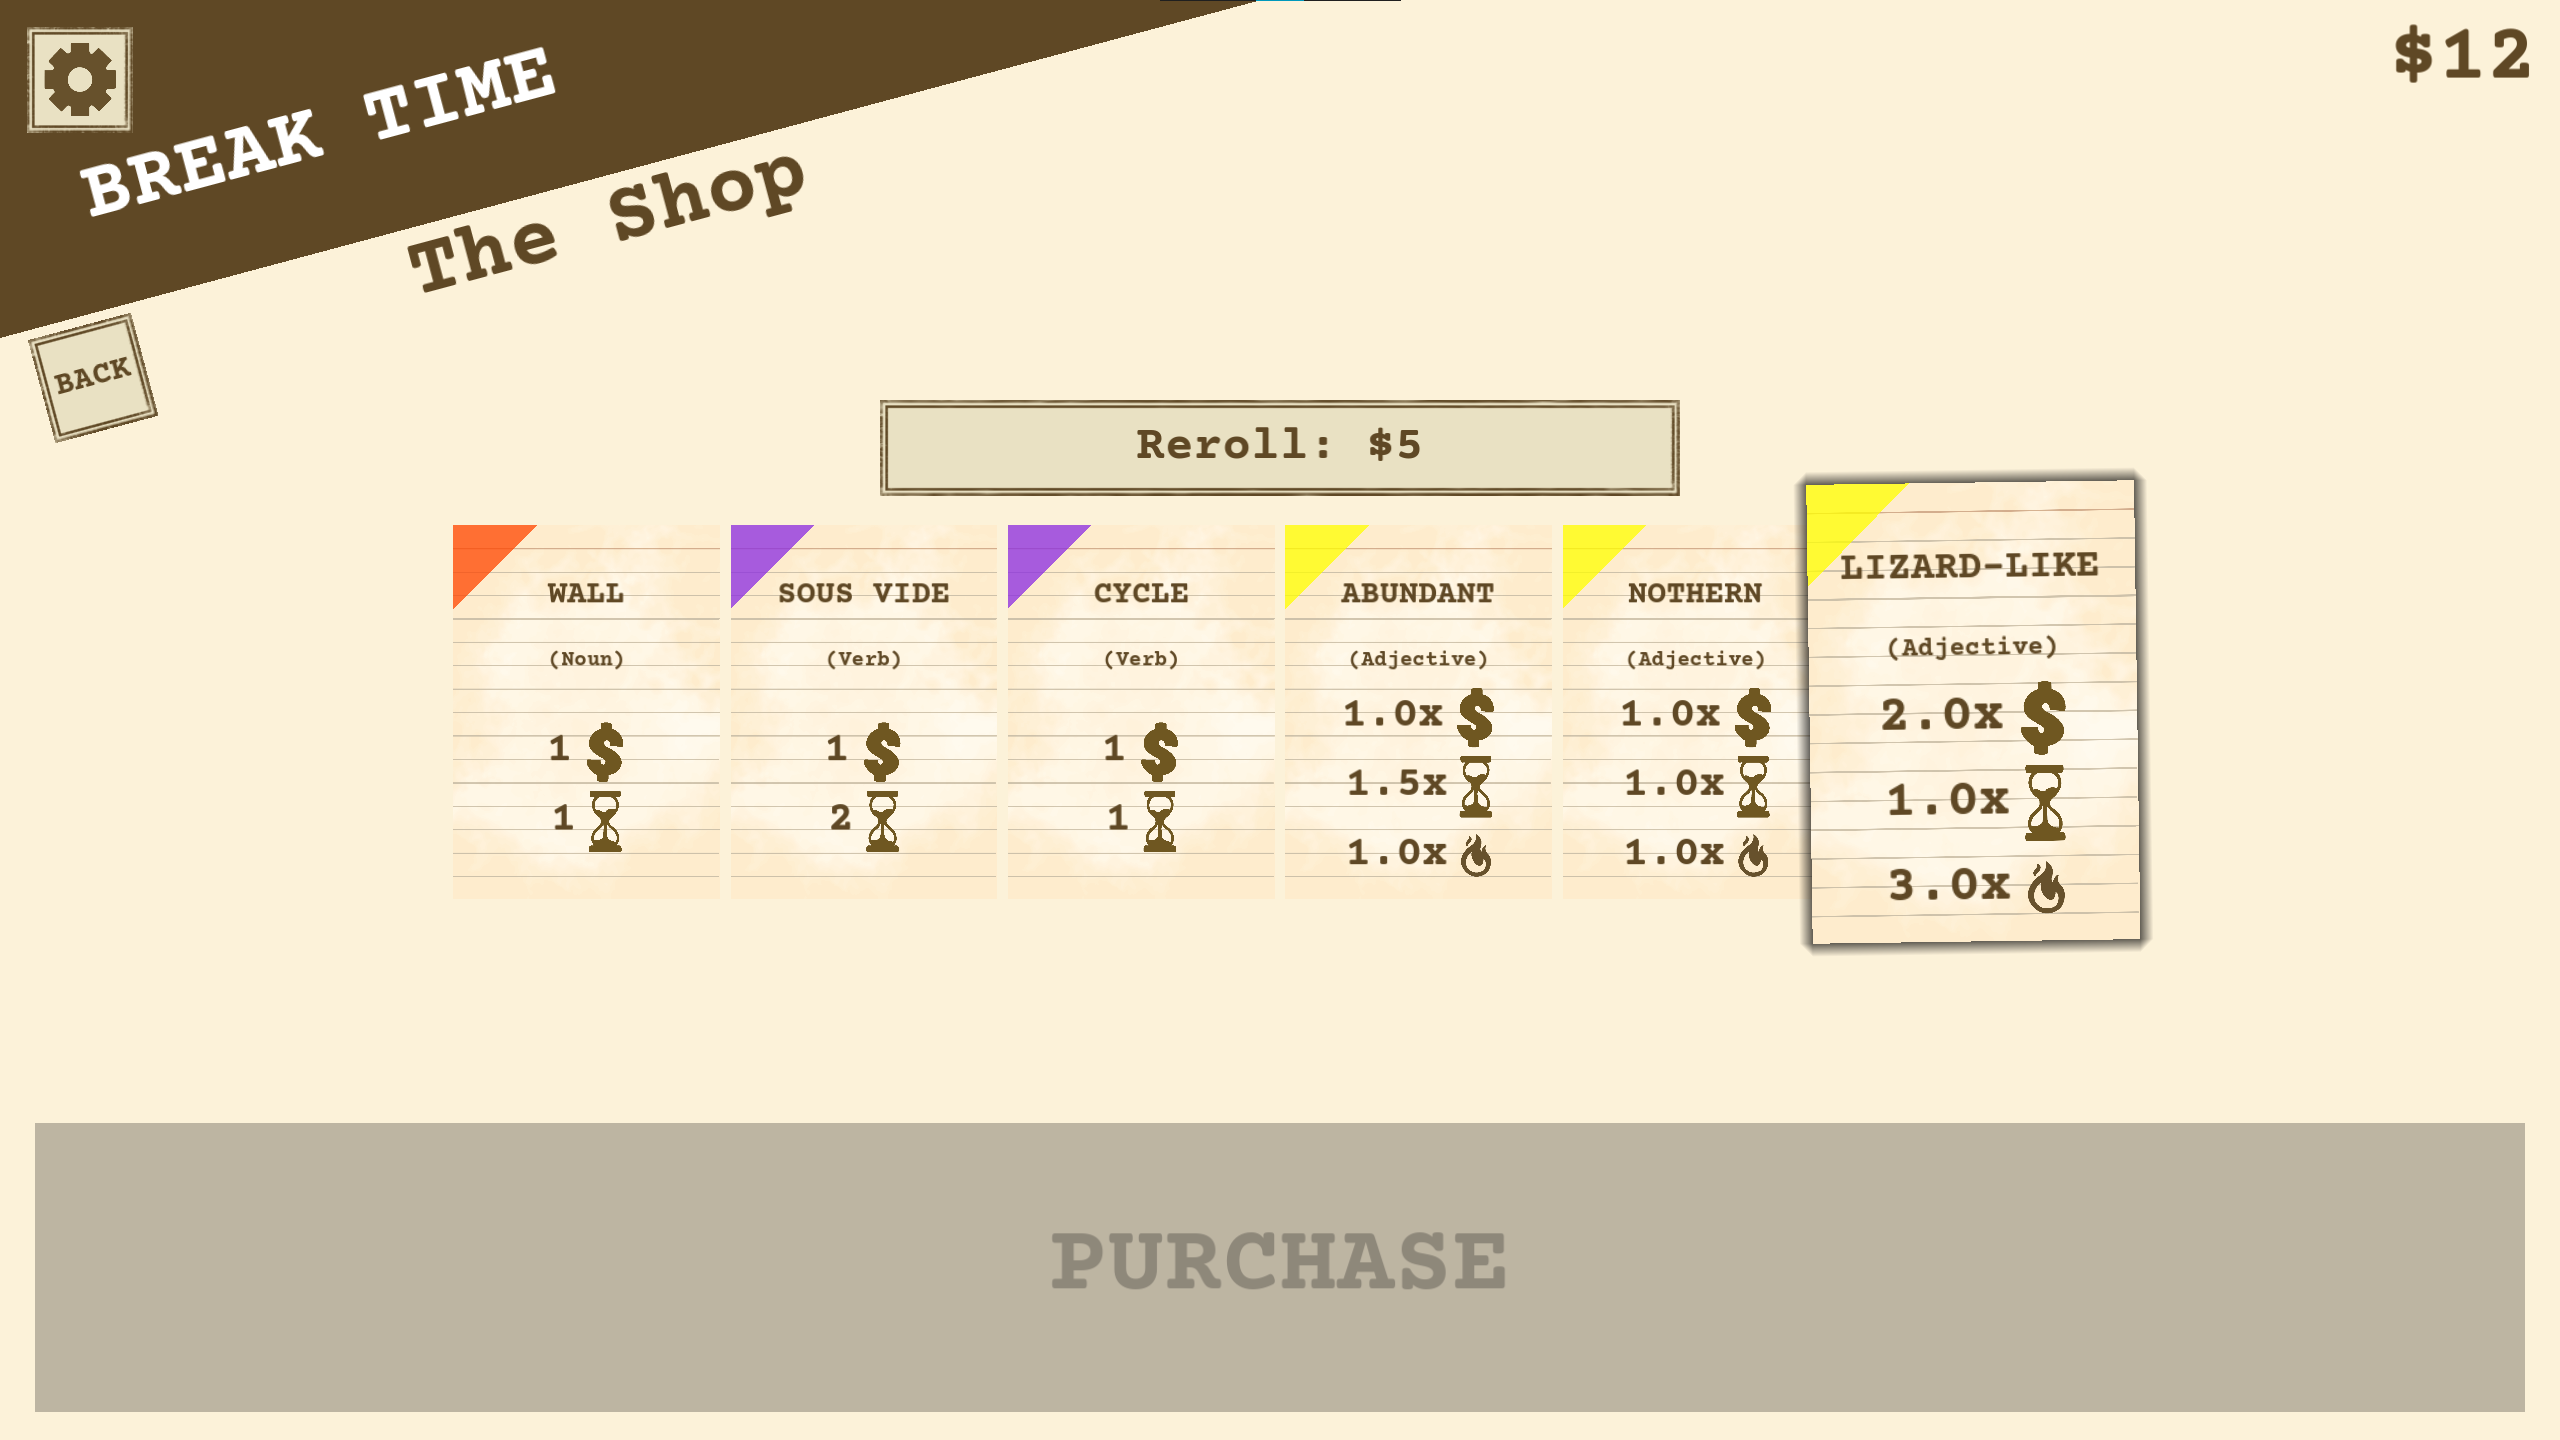 BREAK TIME
$12
The Shop
BACK
Reroll: $5
WALL
(Noun)
1 $
1
SOUS VIDE
(Verb)
1 $
2
CYCLE
(Verb)
1 $
1
ABUNDANT
(Adjective)
1.0x $
1.5x
1.0x
NOTHERN
(Adjective)
1.0x $
1.0x
1.0x
LIZARD-LIKE
(Adjective)
2.0x $
1.0x
3.0x
PURCHASE